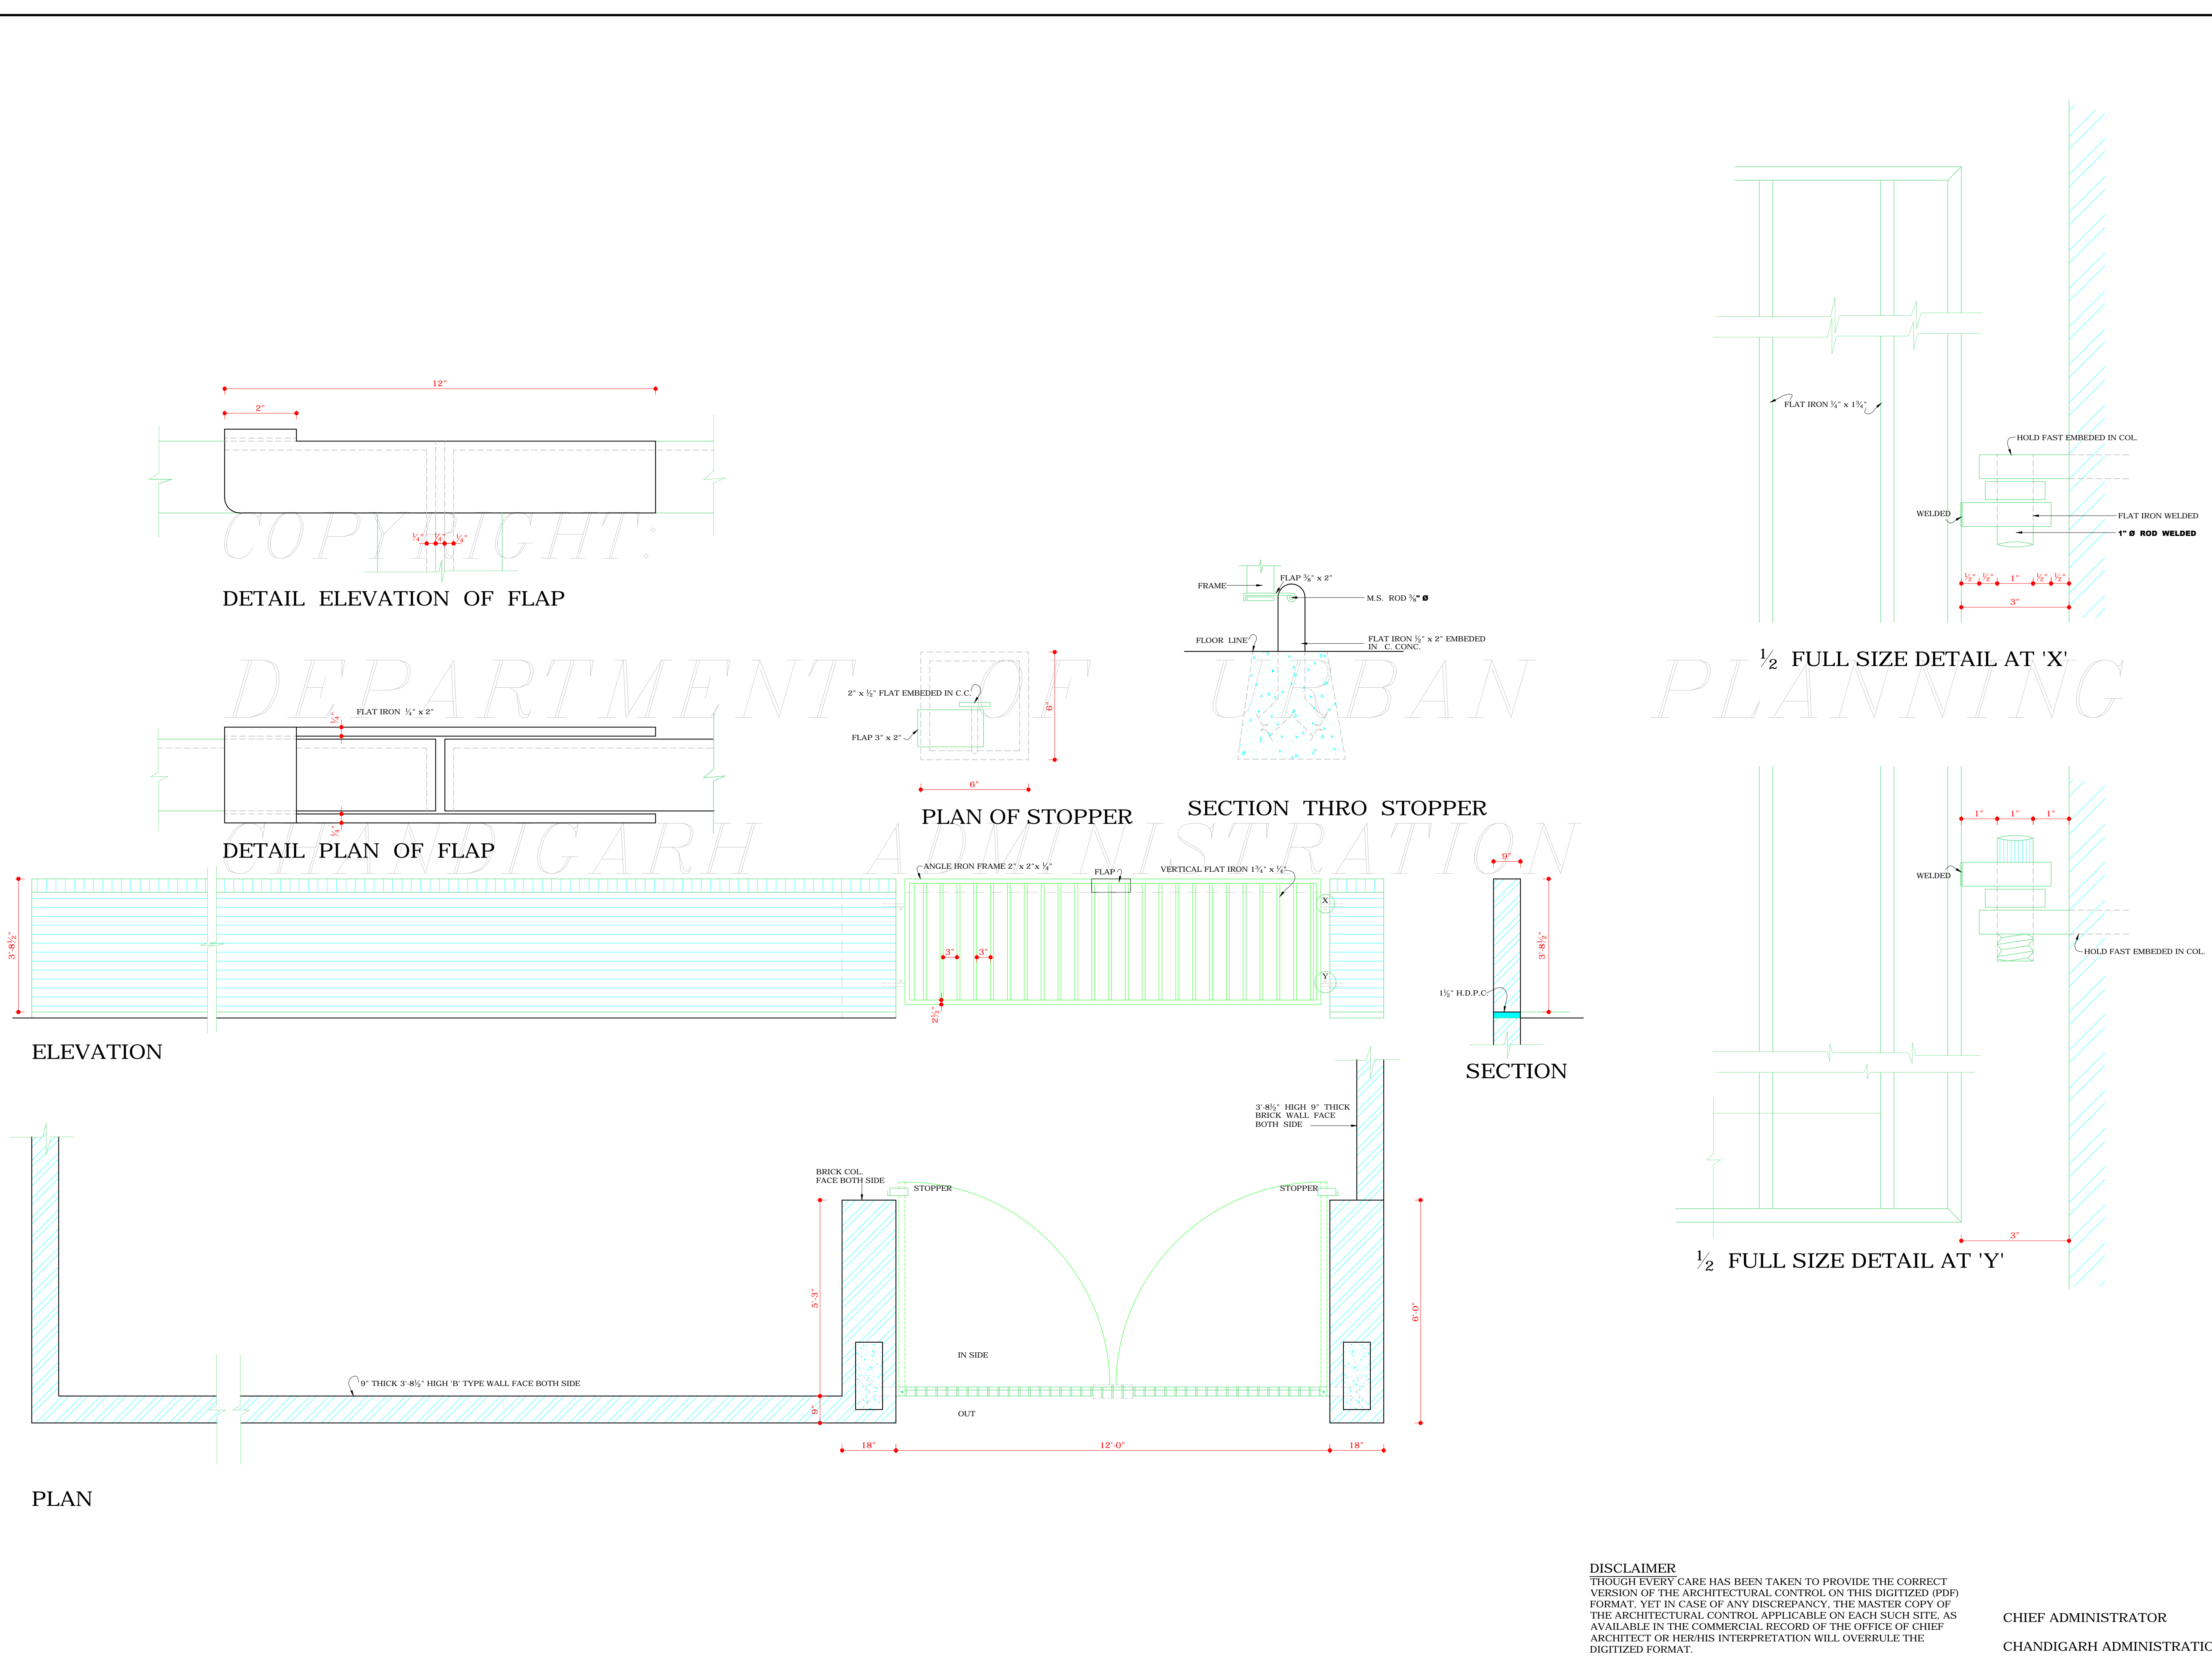 12"
2"
¼" ¼" ¼"
COPYRIGHT:
DETAIL ELEVATION OF FLAP
FLAT IRON ¼" x 1¾"
HOLD FAST EMBEDED IN COL.
WELDED
FLAT IRON WELDED
1" Ø ROD WELDED
½" ½" 1" ½" ½"
3"
½ FULL SIZE DETAIL AT 'X'
FRAME
FLAP ⅜" x 2"
M.S. ROD ⅜" Ø
FLOOR LINE
FLAT IRON ½" x 2" EMBEDED
IN C. CONC.
DEPARTMENT OF URBAN PLANNING
FLAT IRON ¼" x 2"
¼"
¼"
2" x ½" FLAT EMBEDED IN C.C.
FLAP 3" x 2"
6"
6"
PLAN OF STOPPER
SECTION THRO STOPPER
DETAIL PLAN OF FLAP
CHANDIGARH ADMINISTRATION
1" 1" 1"
WELDED
HOLD FAST EMBEDED IN COL.
3"
½ FULL SIZE DETAIL AT 'Y'
ANGLE IRON FRAME 2" x 2"x ¼"
FLAP
VERTICAL FLAT IRON 1¾" x ¼"
X
Y
3'-8½"
3" 3"
2½"
ELEVATION
9"
3'-8½"
1½" H.D.P.C.
SECTION
3'-8½" HIGH 9" THICK
BRICK WALL FACE
BOTH SIDE
BRICK COL.
FACE BOTH SIDE
STOPPER
STOPPER
5'-3"
6'-0"
IN SIDE
9" THICK 3'-8½" HIGH 'B' TYPE WALL FACE BOTH SIDE
9"
OUT
18" 12'-0" 18"
PLAN
DISCLAIMER
THOUGH EVERY CARE HAS BEEN TAKEN TO PROVIDE THE CORRECT
VERSION OF THE ARCHITECTURAL CONTROL ON THIS DIGITIZED (PDF)
FORMAT, YET IN CASE OF ANY DISCREPANCY, THE MASTER COPY OF
THE ARCHITECTURAL CONTROL APPLICABLE ON EACH SUCH SITE, AS
AVAILABLE IN THE COMMERCIAL RECORD OF THE OFFICE OF CHIEF
ARCHITECT OR HER/HIS INTERPRETATION WILL OVERRULE THE
DIGITIZED FORMAT.
CHIEF ADMINISTRATOR
CHANDIGARH ADMINISTRATIO